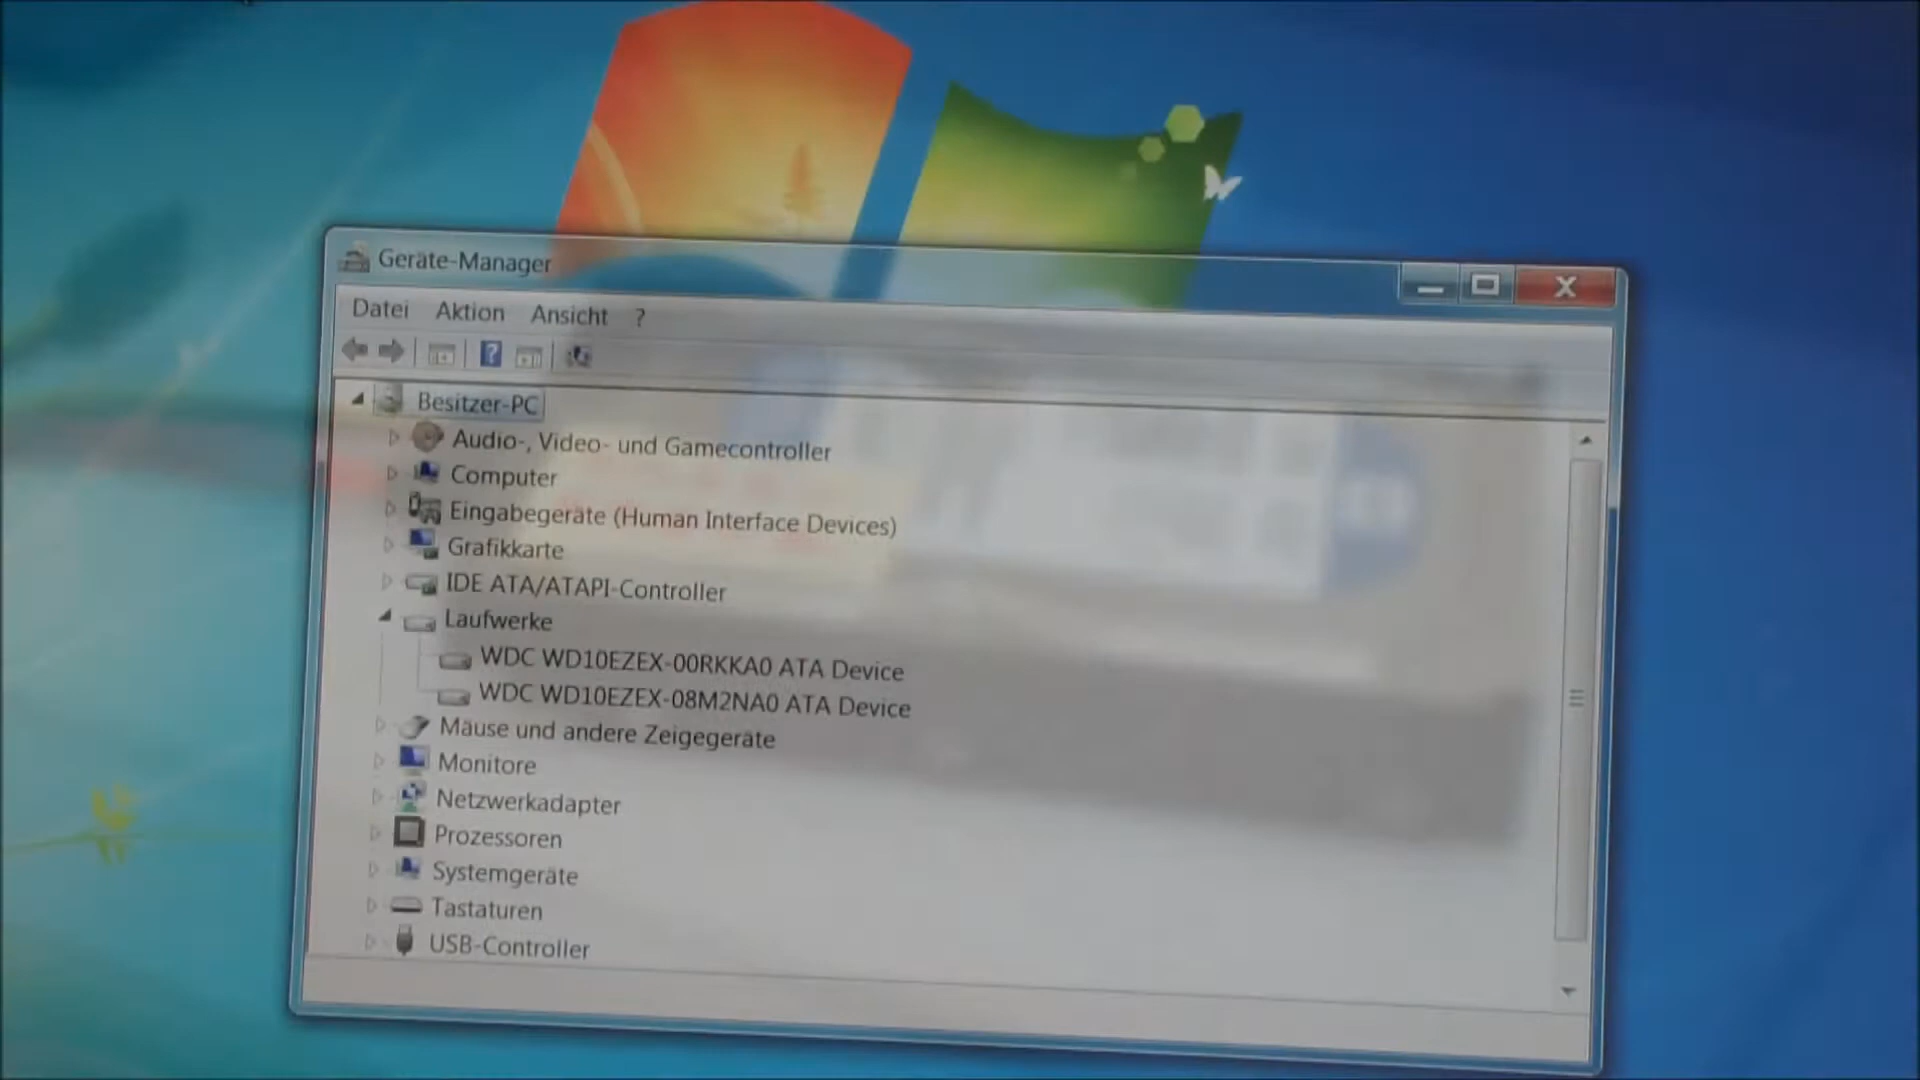 Geräte-Manager
Datei Aktion Ansicht ?
Besitzer-PC
Audio-, Video- und Gamecontroller
Computer
Eingabegeräte (Human Interface Devices)
Grafikkarte
IDE ATA/ATAPI-Controller
Laufwerke
WDC WD10EZEX-00RKKA0 ATA Device
WDC WD10EZEX-08M2NA0 ATA Device
Mäuse und andere Zeigegeräte
Monitore
Netzwerkadapter
Prozessoren
Systemgeräte
Tastaturen
USB-Controller